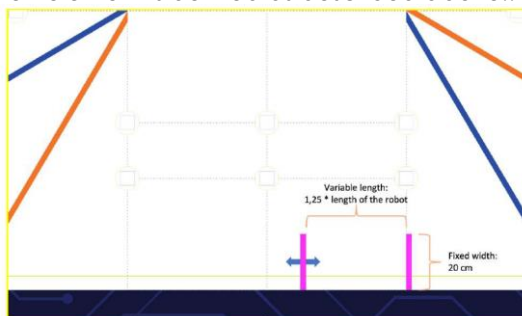 Variable length:
1,25 * length of the robot
Fixed width:
20 cm